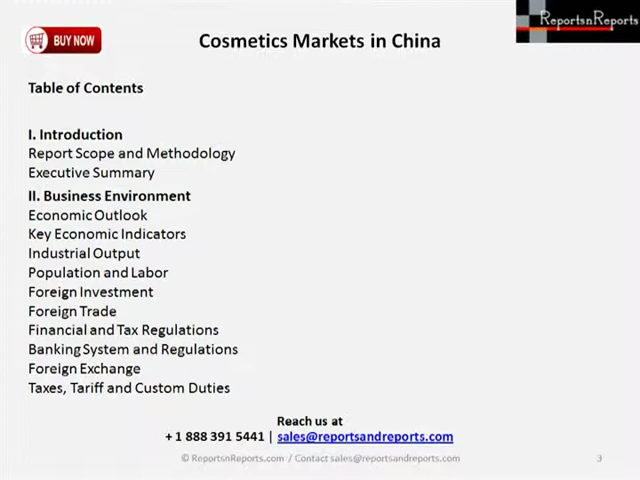 BUY NOW
ReportsnReports
Cosmetics Markets in China
Table of Contents
I. Introduction
Report Scope and Methodology
Executive Summary
II. Business Environment
Economic Outlook
Key Economic Indicators
Industrial Output
Population and Labor
Foreign Investment
Foreign Trade
Financial and Tax Regulations
Banking System and Regulations
Foreign Exchange
Taxes, Tariff and Custom Duties
Reach us at
+ 1 888 391 5441 | sales@reportsandreports.com
© ReportsnReports.com / Contact sales@reportsandreports.com
3